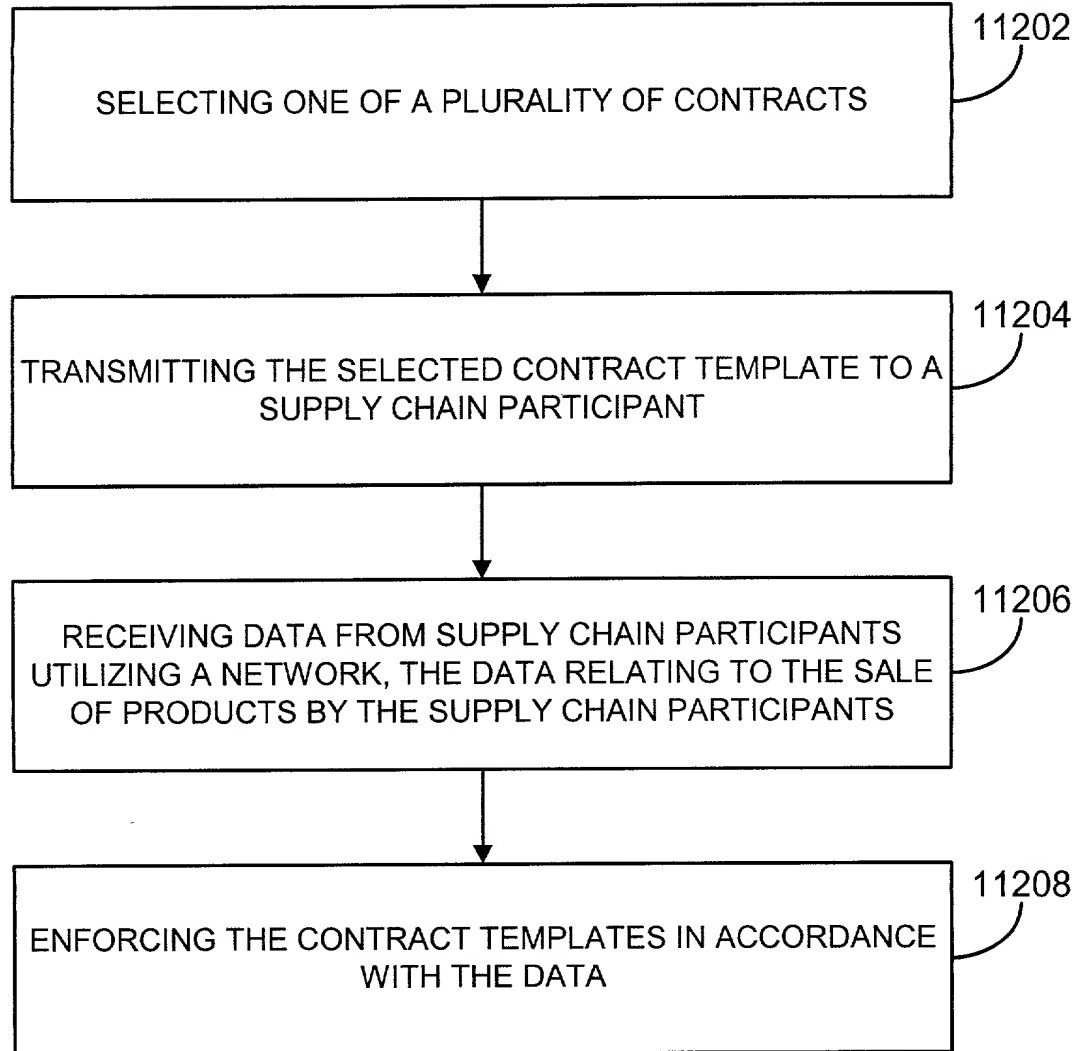 11202
SELECTING ONE OF A PLURALITY OF CONTRACTS
11204
TRANSMITTING THE SELECTED CONTRACT TEMPLATE TO A
SUPPLY CHAIN PARTICIPANT
11206
RECEIVING DATA FROM SUPPLY CHAIN PARTICIPANTS
UTILIZING A NETWORK, THE DATA RELATING TO THE SALE
OF PRODUCTS BY THE SUPPLY CHAIN PARTICIPANTS
11208
ENFORCING THE CONTRACT TEMPLATES IN ACCORDANCE
WITH THE DATA